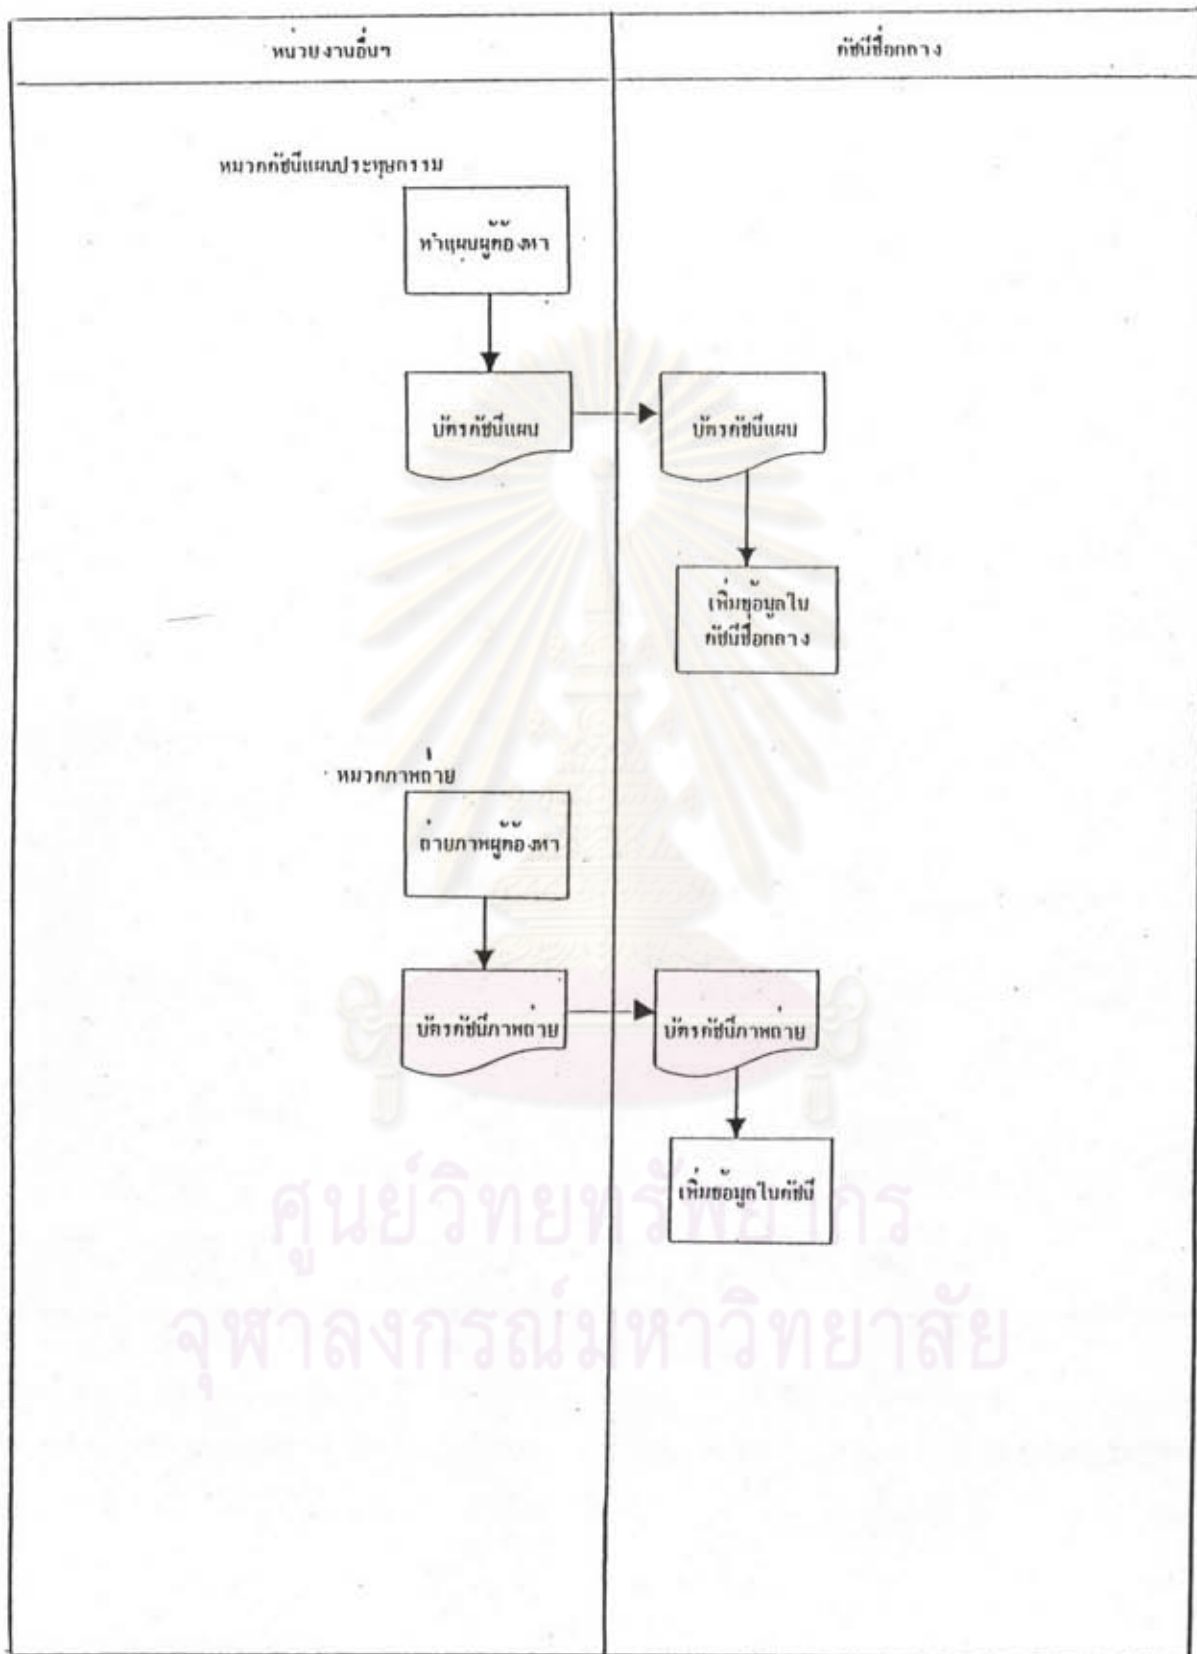 หน่วยงานอื่นๆ
ดัชนีชื่อกลาง
หมวดดัชนีแผนประทุษกรรม
ทำแผนผู้ต้องหา
บัตรดัชนีแผน
บัตรดัชนีแผน
เพิ่มข้อมูลใน
ดัชนีชื่อกลาง
หมวดภาพถ่าย
ถ่ายภาพผู้ต้องหา
บัตรดัชนีภาพถ่าย
บัตรดัชนีภาพถ่าย
เพิ่มข้อมูลในดัชนี
ศูนย์วิทยทรัพยากร
จุฬาลงกรณ์มหาวิทยาลัย